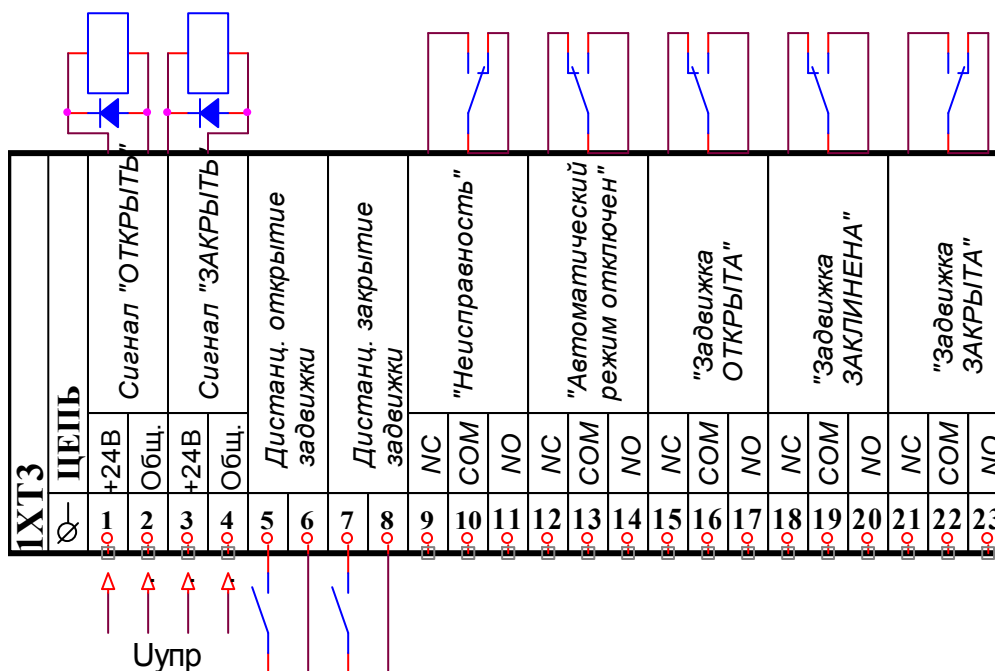 1XT3
ЦЕПЬ
Сигнал "ОТКРЫТЬ"
+24В
Общ.
Сигнал "ЗАКРЫТЬ"
+24В
Общ.
Дистанц. открытие
задвижки
Дистанц. закрытие
задвижки
"Неисправность"
NC
COM
NO
"Автоматический
режим отключен"
NC
COM
NO
"Задвижка
ОТКРЫТА"
NC
COM
NO
"Задвижка
ЗАКЛИНЕНА"
NC
COM
NO
"Задвижка
ЗАКРЫТА"
NC
COM
NO
1 2 3 4 5 6 7 8 9 10 11 12 13 14 15 16 17 18 19 20 21 22 23
Uупр